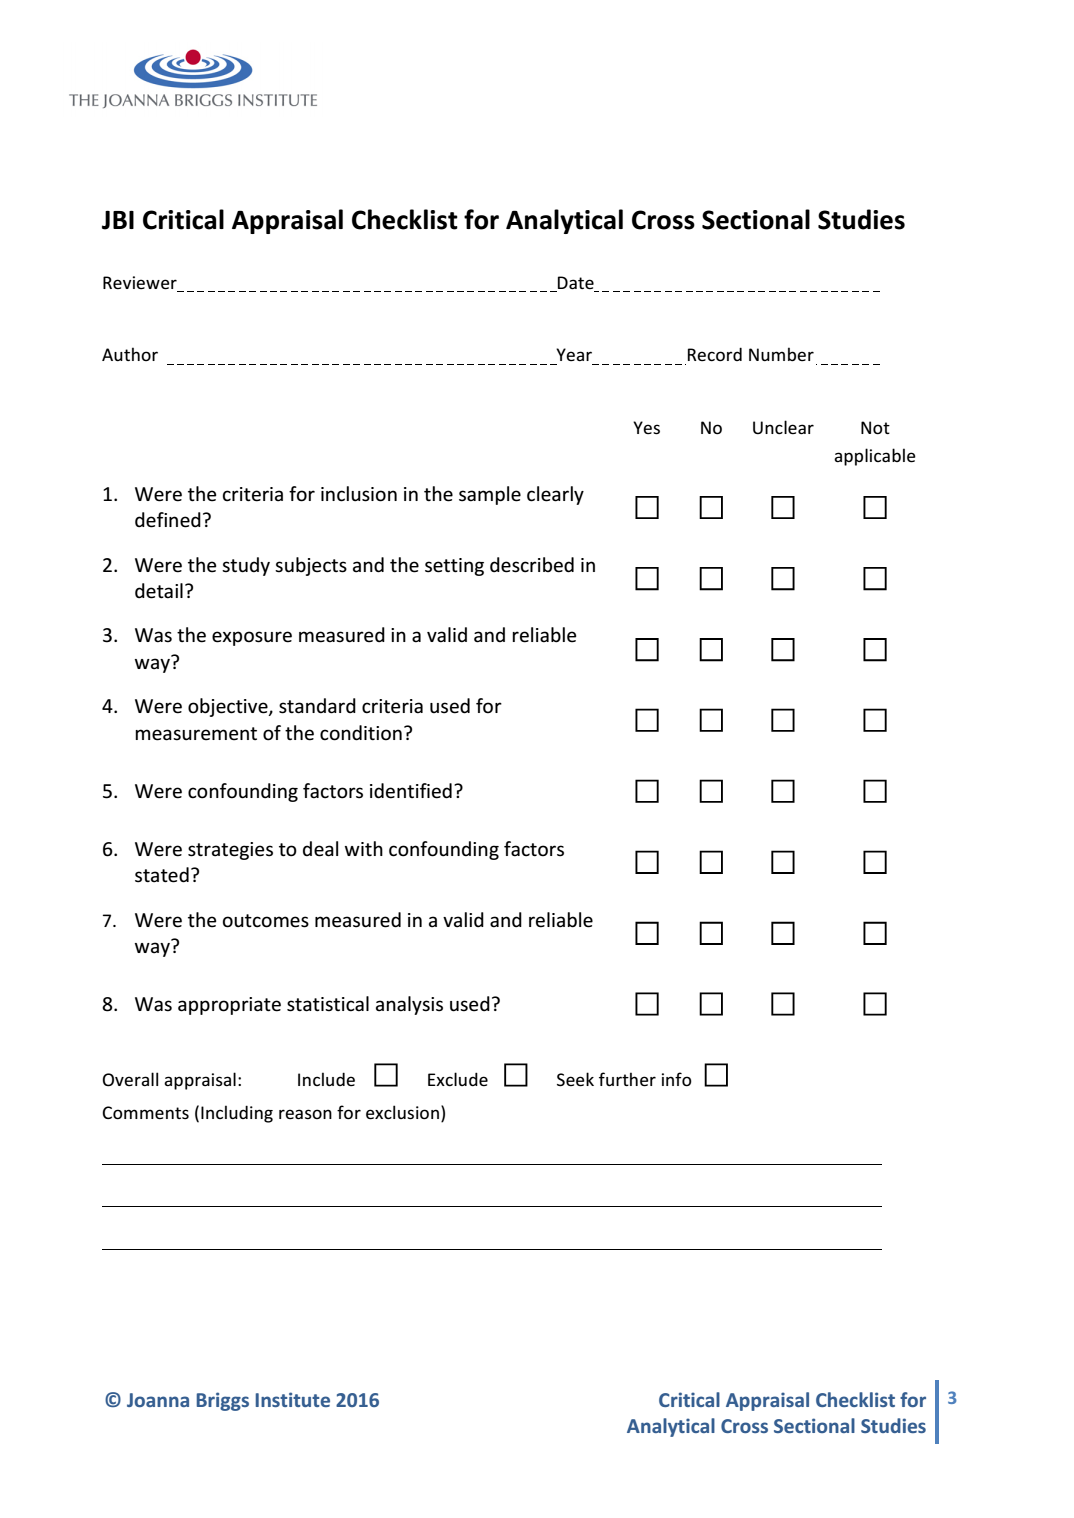 THE JOANNA BRIGGS INSTITUTE
JBI Critical Appraisal Checklist for Analytical Cross Sectional Studies
Reviewer Date
Author Year Record Number
Yes No Unclear Not
applicable
1. Were the criteria for inclusion in the sample clearly
defined?
2. Were the study subjects and the setting described in
detail?
3. Was the exposure measured in a valid and reliable
way?
4. Were objective, standard criteria used for
measurement of the condition?
5. Were confounding factors identified?
6. Were strategies to deal with confounding factors
stated?
7. Were the outcomes measured in a valid and reliable
way?
8. Was appropriate statistical analysis used?
Overall appraisal: Include Exclude Seek further info
Comments (Including reason for exclusion)
© Joanna Briggs Institute 2016
Critical Appraisal Checklist for 3
Analytical Cross Sectional Studies